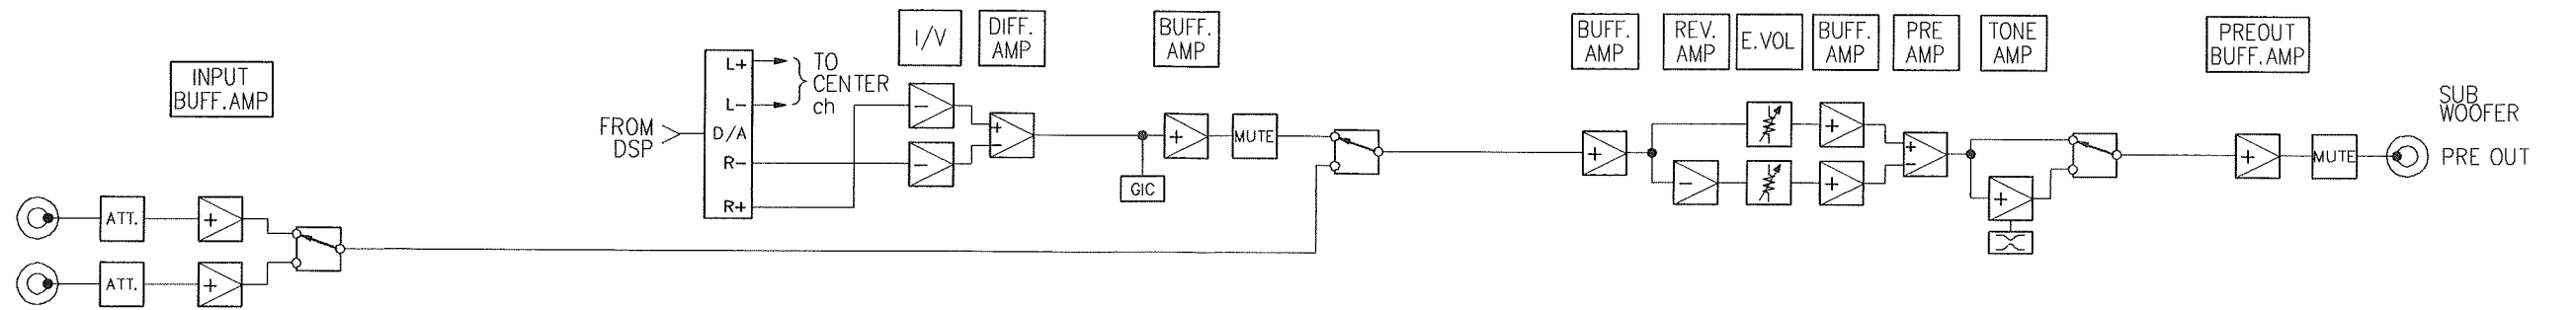 INPUT
BUFF.AMP
ATT.
+
ATT.
+
FROM
DSP
L+
L-
D/A
R-
R+
TO
CENTER
ch
I/V
-
-
DIFF.
AMP
+
-
GIC
BUFF.
AMP
+
MUTE
BUFF.
AMP
+
REV.
AMP
-
E.VOL
BUFF.
AMP
+
+
PRE
AMP
+
-
TONE
AMP
+
PREOUT
BUFF.AMP
+
MUTE
SUB
WOOFER
PRE OUT